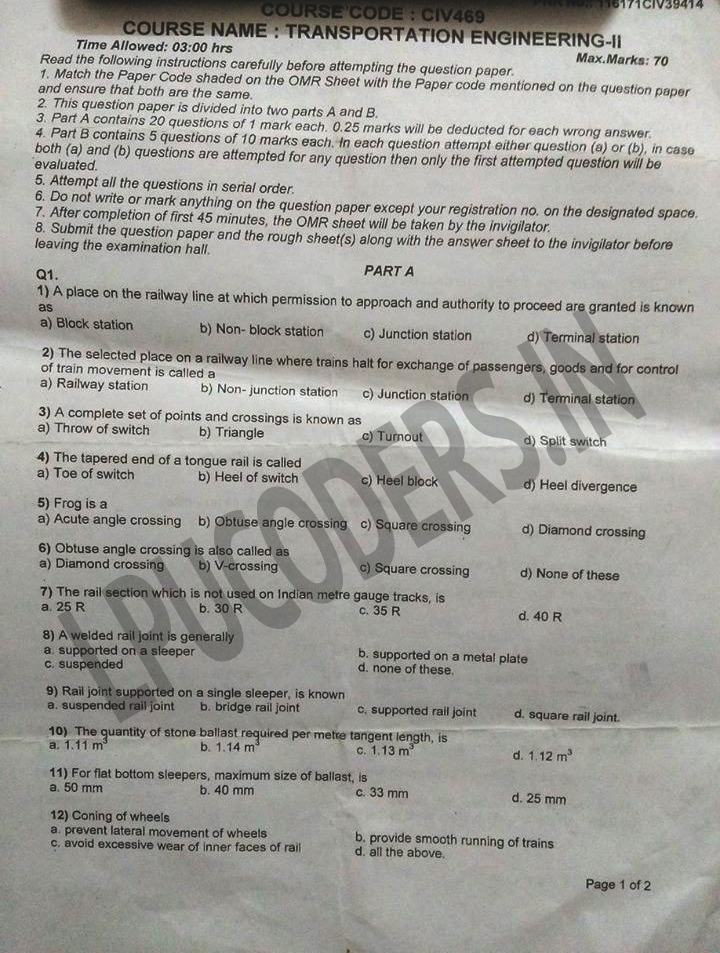 116171CIV39414
COURSE CODE : CIV469
COURSE NAME : TRANSPORTATION ENGINEERING-II
Time Allowed: 03:00 hrs Max.Marks: 70
Read the following instructions carefully before attempting the question paper.
1. Match the Paper Code shaded on the OMR Sheet with the Paper code mentioned on the question paper
and ensure that both are the same.
2. This question paper is divided into two parts A and B.
3. Part A contains 20 questions of 1 mark each. 0.25 marks will be deducted for each wrong answer.
4. Part B contains 5 questions of 10 marks each. In each question attempt either question (a) or (b), in case
both (a) and (b) questions are attempted for any question then only the first attempted question will be
evaluated.
5. Attempt all the questions in serial order.
6. Do not write or mark anything on the question paper except your registration no. on the designated space.
7. After completion of first 45 minutes, the OMR sheet will be taken by the invigilator.
8. Submit the question paper and the rough sheet(s) along with the answer sheet to the invigilator before
leaving the examination hall.
PART A
Q1.
1) A place on the railway line at which permission to approach and authority to proceed are granted is known
as
a) Block station b) Non- block station c) Junction station d) Terminal station
2) The selected place on a railway line where trains halt for exchange of passengers, goods and for control
of train movement is called a
a) Railway station b) Non- junction station c) Junction station d) Terminal station
3) A complete set of points and crossings is known as
a) Throw of switch b) Triangle c) Turnout d) Split switch
4) The tapered end of a tongue rail is called
a) Toe of switch b) Heel of switch c) Heel block d) Heel divergence
5) Frog is a
a) Acute angle crossing b) Obtuse angle crossing c) Square crossing d) Diamond crossing
6) Obtuse angle crossing is also called as
a) Diamond crossing b) V-crossing c) Square crossing d) None of these
7) The rail section which is not used on Indian metre gauge tracks, is
a. 25 R b. 30 R c. 35 R d. 40 R
8) A welded rail joint is generally
a. supported on a sleeper b. supported on a metal plate
c. suspended d. none of these.
9) Rail joint supported on a single sleeper, is known
a. suspended rail joint b. bridge rail joint c. supported rail joint d. square rail joint.
10) The quantity of stone ballast required per metre tangent length, is
a. 1.11 m³ b. 1.14 m³ c. 1.13 m³ d. 1.12 m³
11) For flat bottom sleepers, maximum size of ballast, is
a. 50 mm b. 40 mm c. 33 mm d. 25 mm
12) Coning of wheels
a. prevent lateral movement of wheels b. provide smooth running of trains
c. avoid excessive wear of inner faces of rail d. all the above.
Page 1 of 2
LPUCODERS.IN